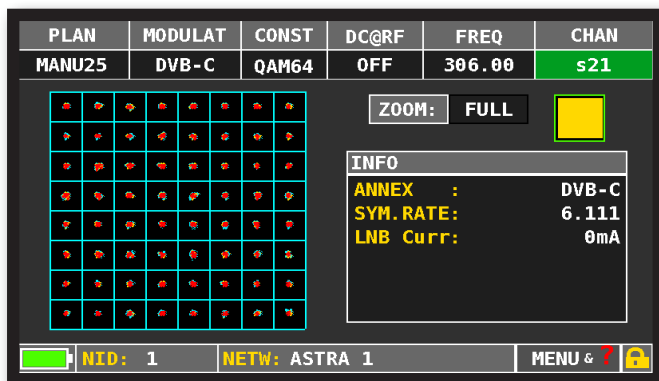 PLAN MODULAT CONST DC@RF FREQ CHAN
MANU25 DVB-C QAM64 OFF 306.00 s21
ZOOM: FULL
INFO
ANNEX : DVB-C
SYM.RATE: 6.111
LNB Curr: 0mA
NID: 1 NETW: ASTRA 1 MENU & ?